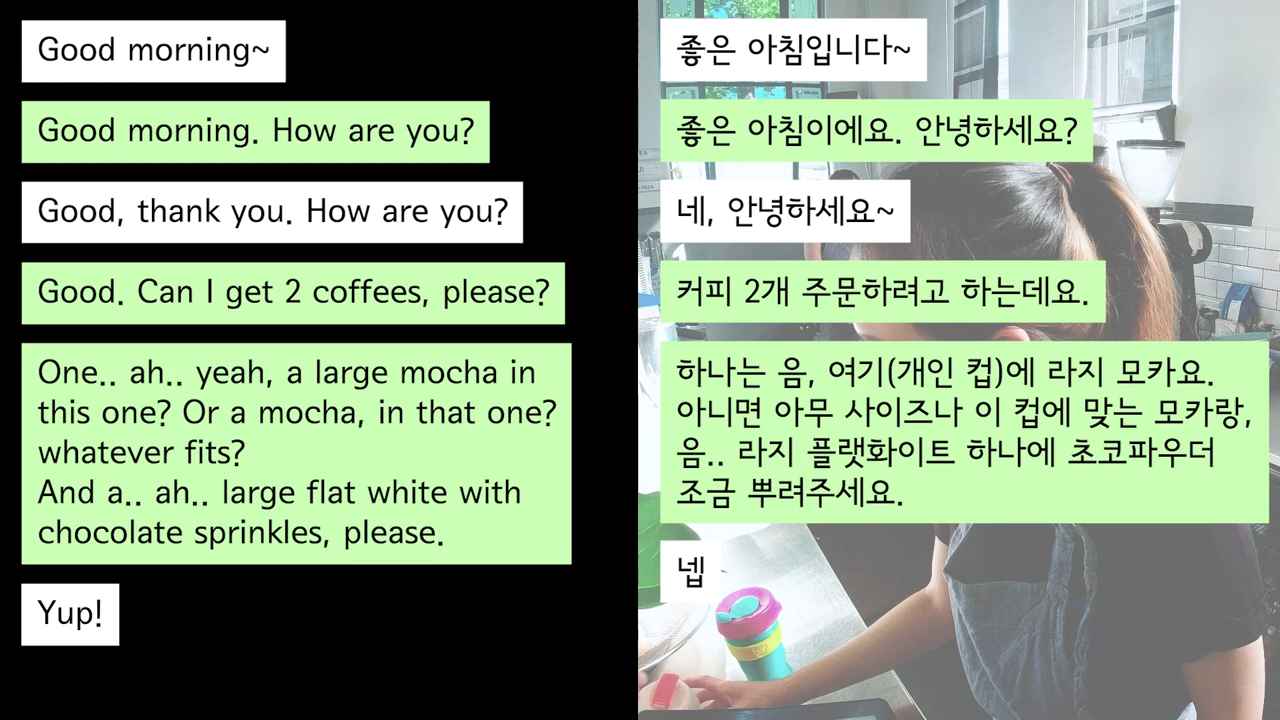 Good morning~
Good morning. How are you?
Good, thank you. How are you?
Good. Can I get 2 coffees, please?
One.. ah.. yeah, a large mocha in
this one? Or a mocha, in that one?
whatever fits?
And a.. ah.. large flat white with
chocolate sprinkles, please.
Yup!
좋은 아침입니다~
좋은 아침이에요. 안녕하세요?
네, 안녕하세요~
커피 2개 주문하려고 하는데요.
하나는 음, 여기(개인 컵)에 라지 모카요.
아니면 아무 사이즈나 이 컵에 맞는 모카랑,
음.. 라지 플랫화이트 하나에 초코파우더
조금 뿌려주세요.
넵